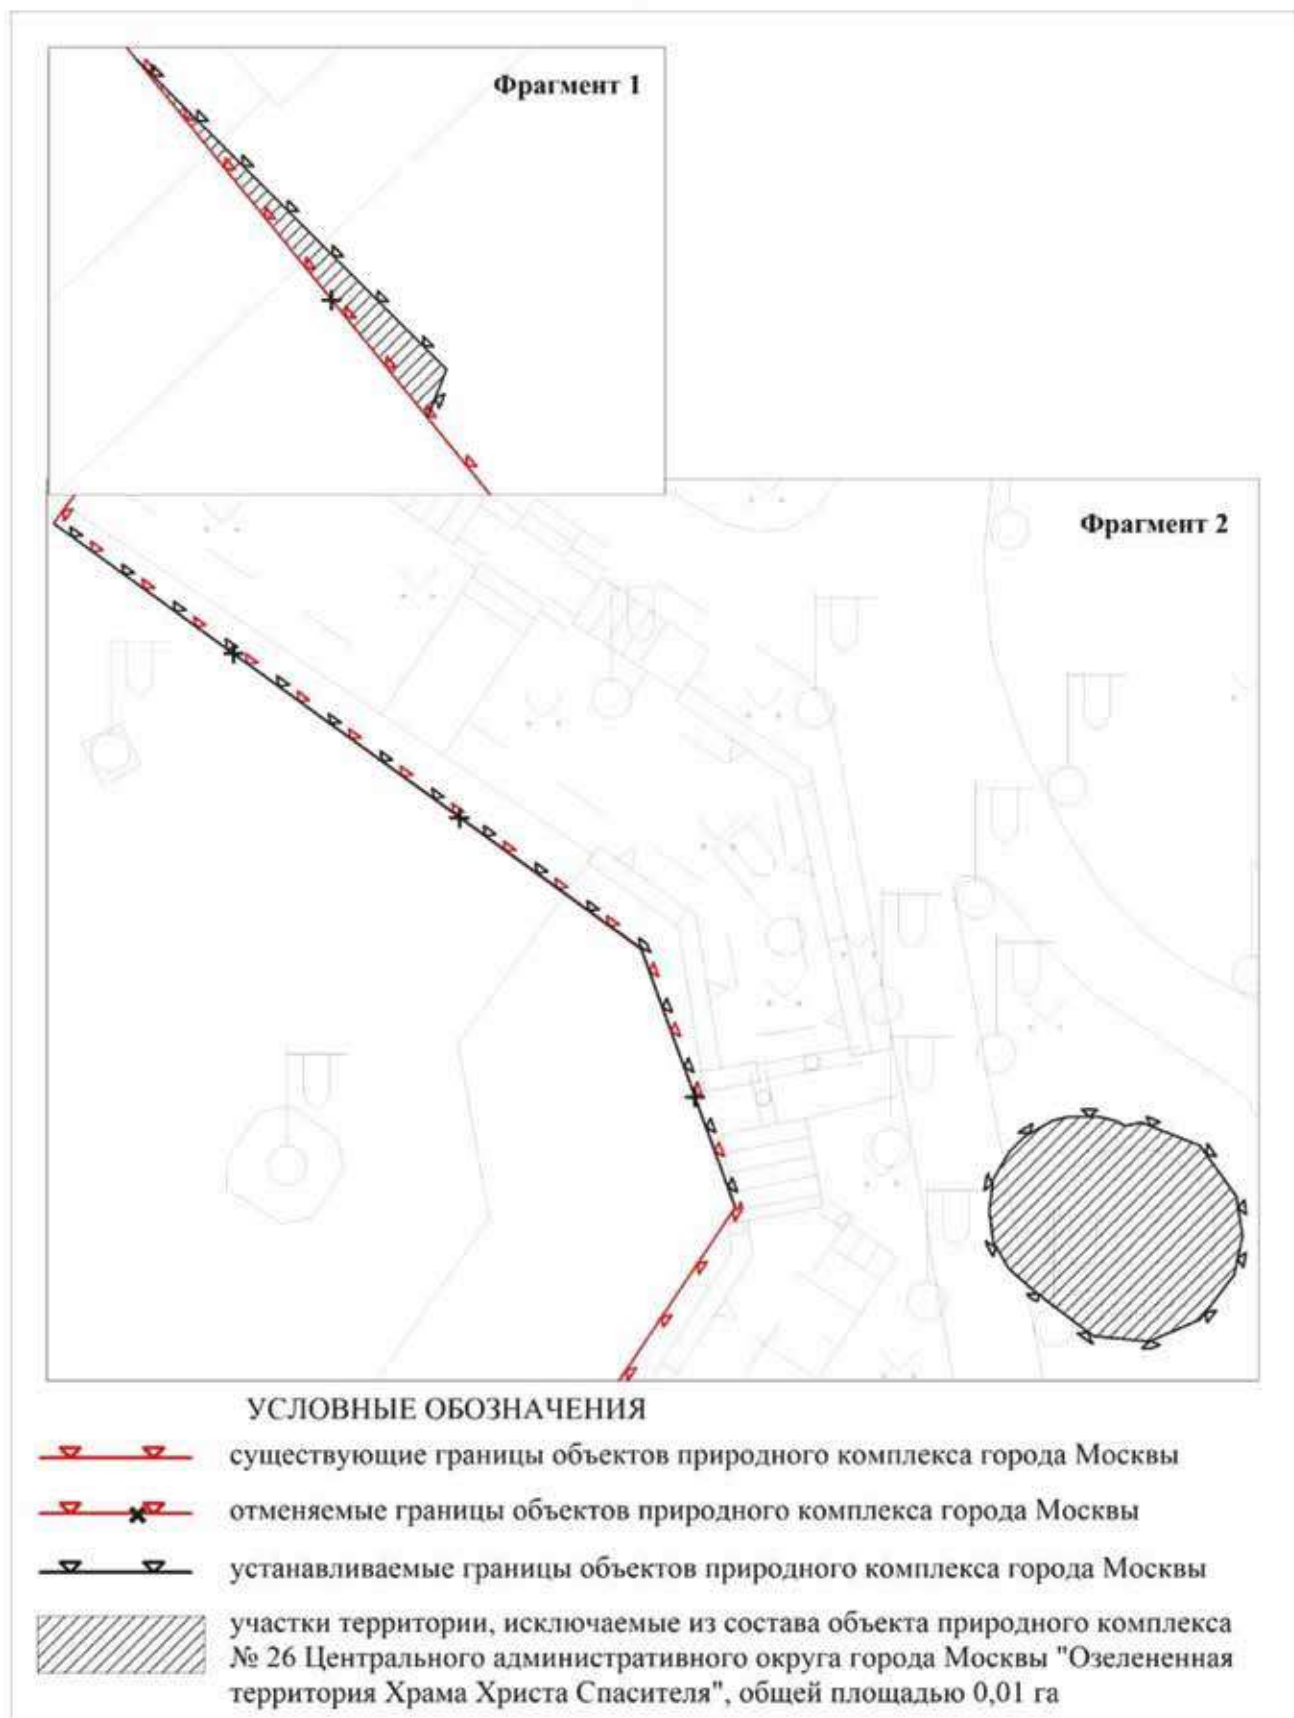 Фрагмент 1
Фрагмент 2
УСЛОВНЫЕ ОБОЗНАЧЕНИЯ
существующие границы объектов природного комплекса города Москвы
отменяемые границы объектов природного комплекса города Москвы
устанавливаемые границы объектов природного комплекса города Москвы
участки территории, исключаемые из состава объекта природного комплекса
№ 26 Центрального административного округа города Москвы "Озелененная
территория Храма Христа Спасителя", общей площадью 0,01 га